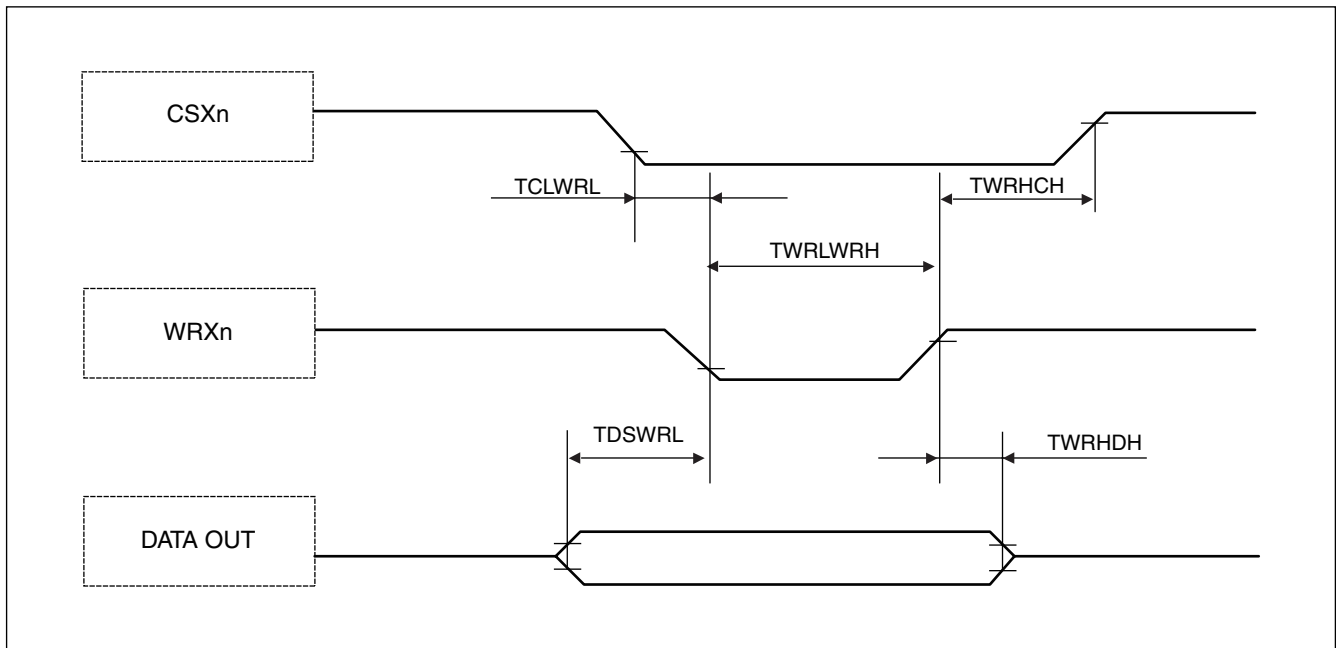 CSXn
TCLWRL
TWRHCH
TWRLWRH
WRXn
TDSWRL
TWRHDH
DATA OUT